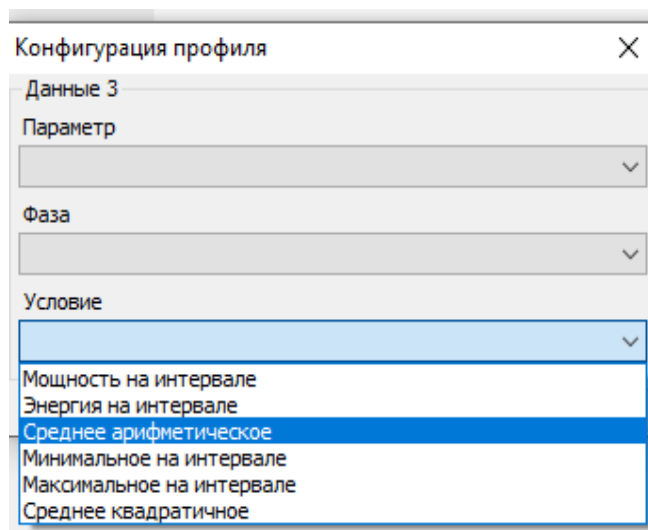 Конфигурация профиля
Данные 3
Параметр
Фаза
Условие
Мощность на интервале
Энергия на интервале
Среднее арифметическое
Минимальное на интервале
Максимальное на интервале
Среднее квадратичное